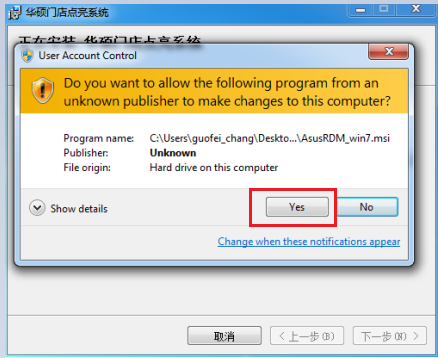 华硕门店点亮系统
正在安装 华硕门店点亮系统
User Account Control
Do you want to allow the following program from an
unknown publisher to make changes to this computer?
Program name: C:\Users\guofei_chang\Deskto...\AsusRDM_win7.msi
Publisher: Unknown
File origin: Hard drive on this computer
Show details
Yes
No
Change when these notifications appear
取消
< 上一步(B)
下一步(N) >